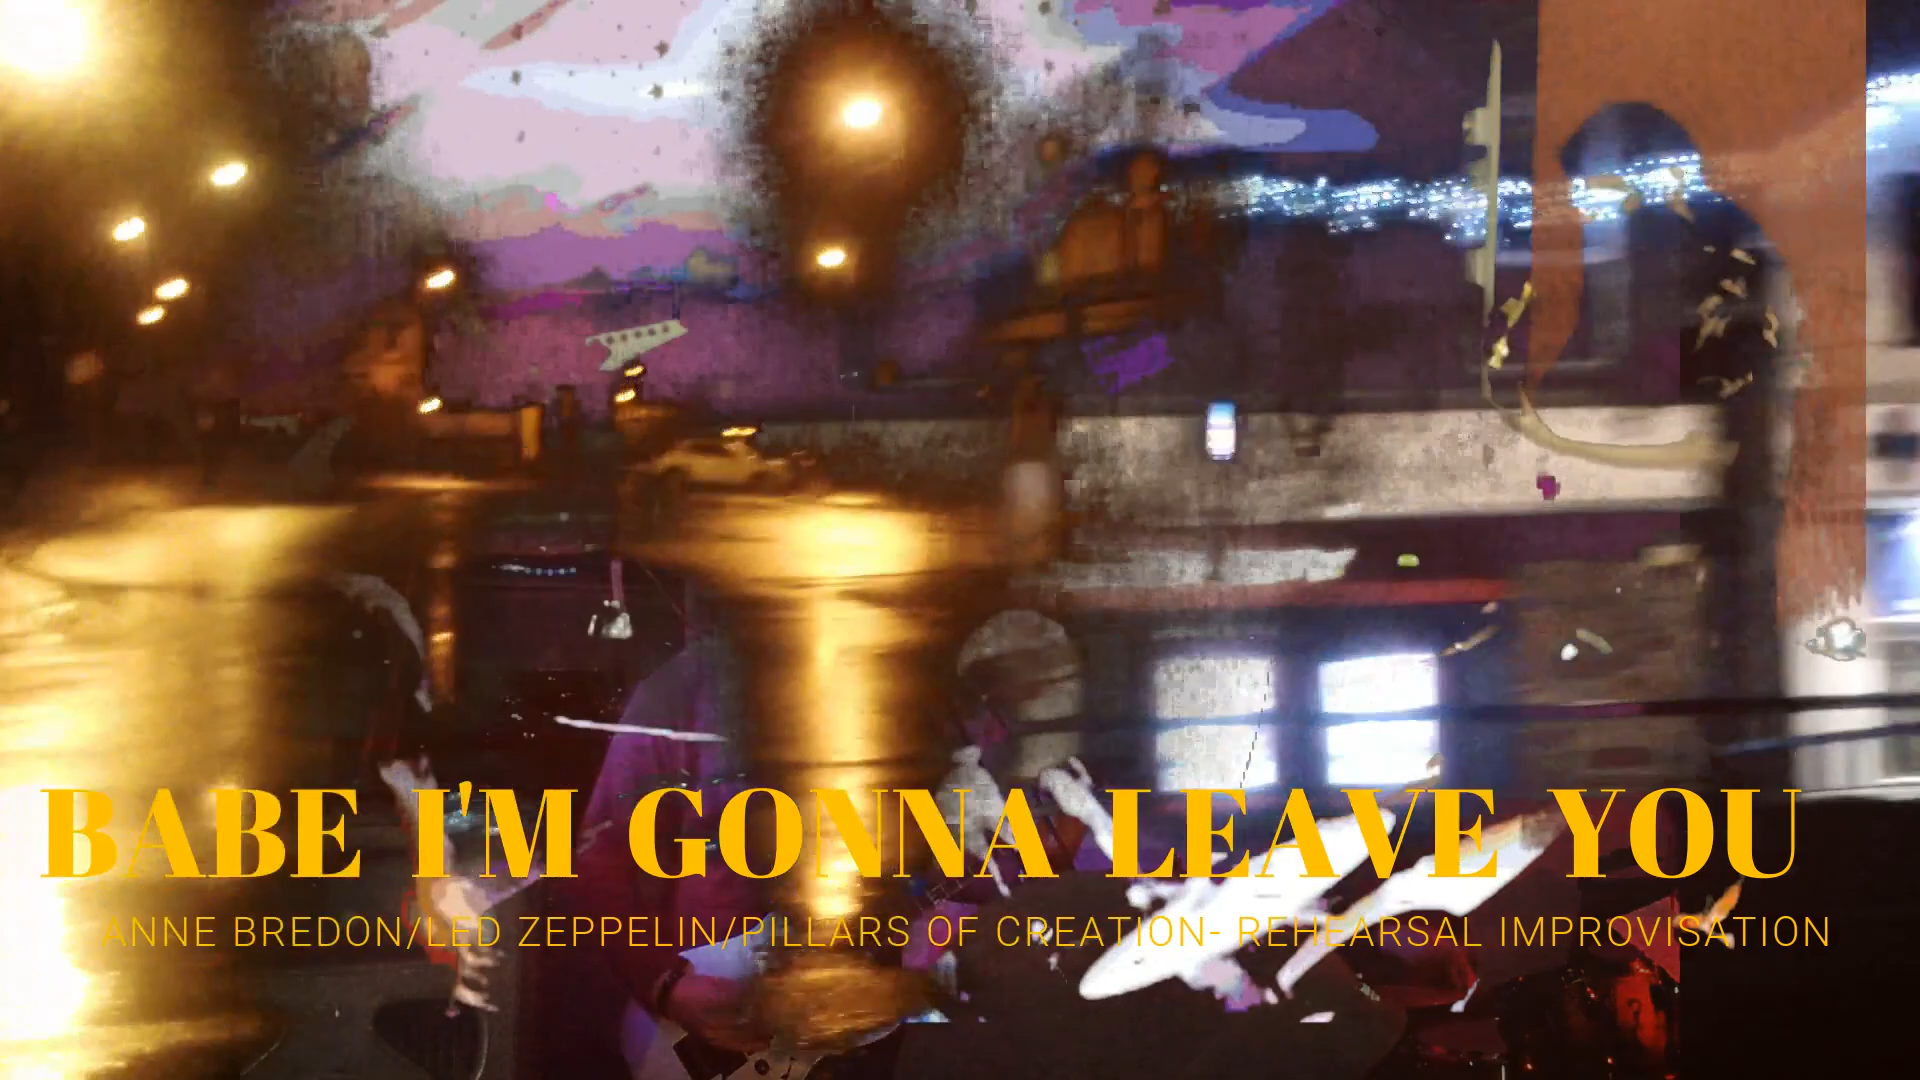 BABE I'M GONNA LEAVE YOU
ANNE BREDON/LED ZEPPELIN/PILLARS OF CREATION- REHEARSAL IMPROVISATION